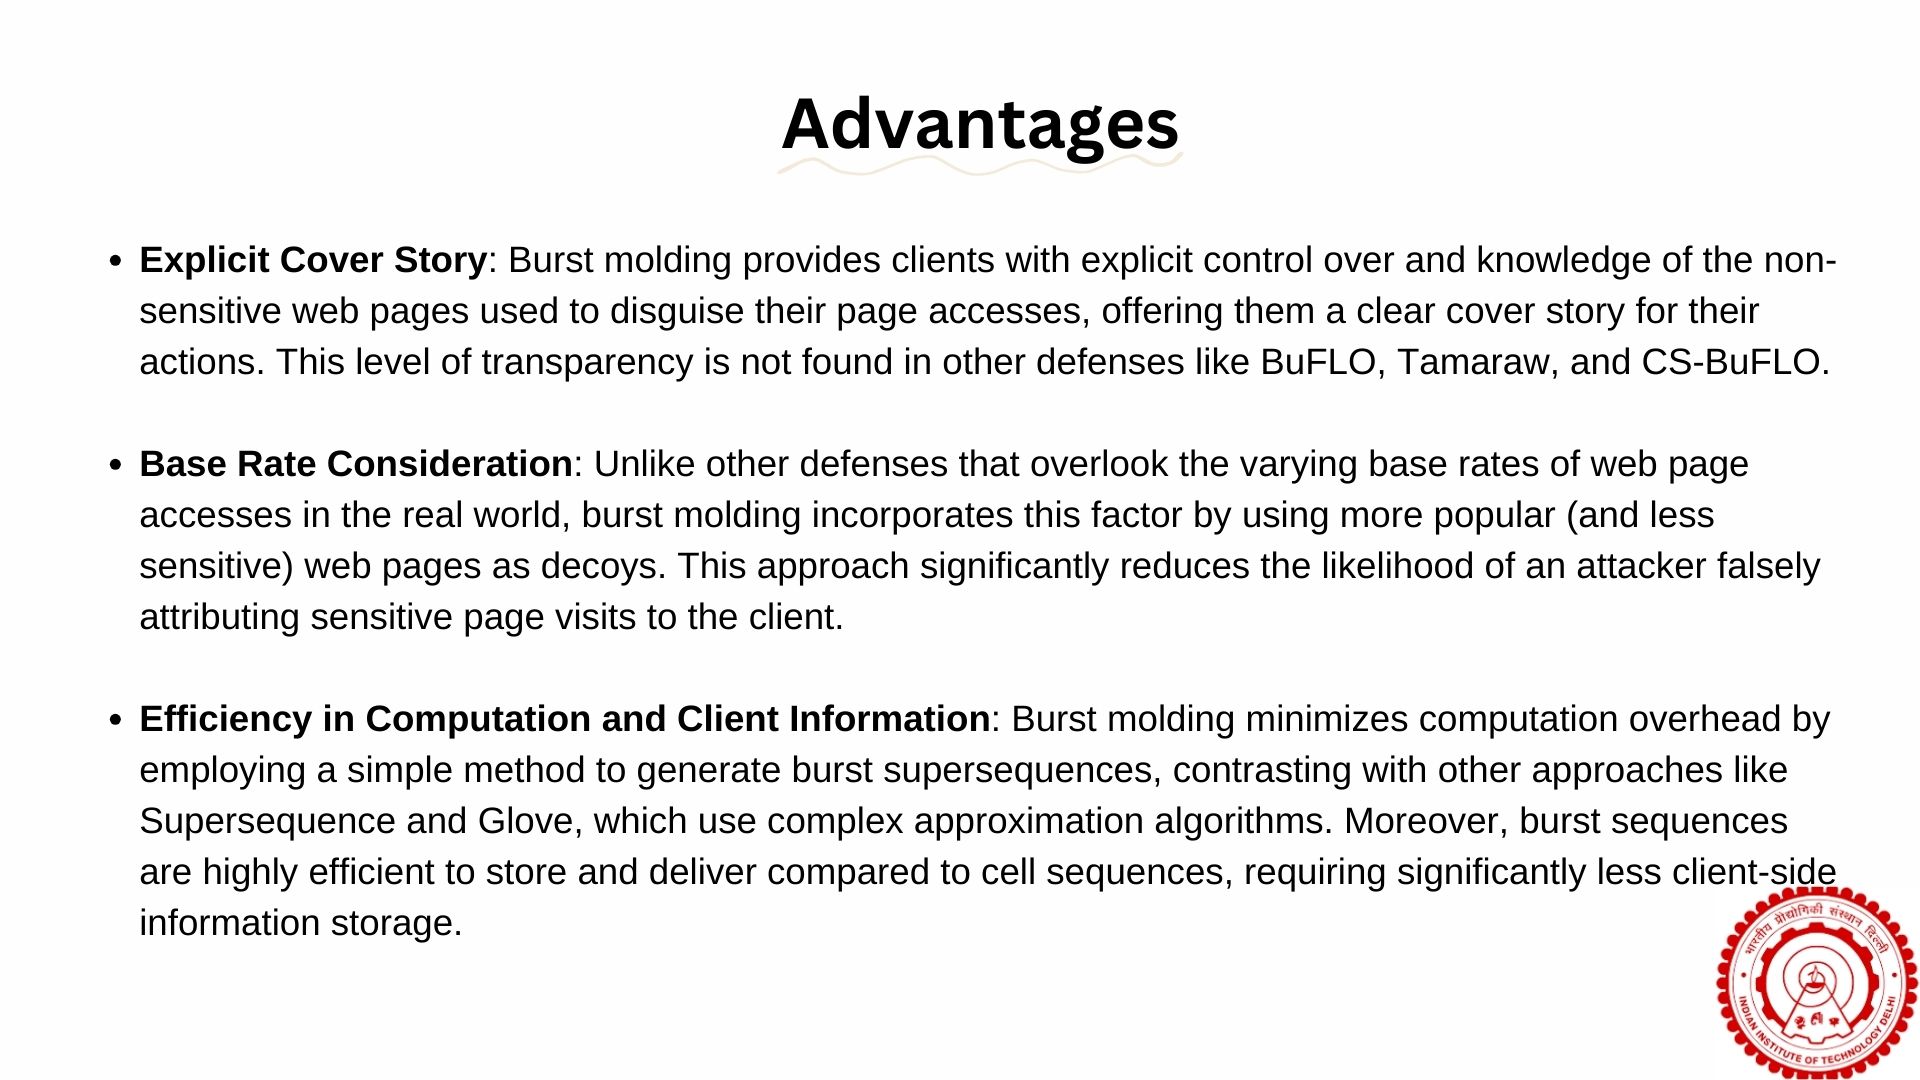 Advantages
• Explicit Cover Story: Burst molding provides clients with explicit control over and knowledge of the non-
sensitive web pages used to disguise their page accesses, offering them a clear cover story for their
actions. This level of transparency is not found in other defenses like BuFLO, Tamaraw, and CS-BuFLO.
• Base Rate Consideration: Unlike other defenses that overlook the varying base rates of web page
accesses in the real world, burst molding incorporates this factor by using more popular (and less
sensitive) web pages as decoys. This approach significantly reduces the likelihood of an attacker falsely
attributing sensitive page visits to the client.
• Efficiency in Computation and Client Information: Burst molding minimizes computation overhead by
employing a simple method to generate burst supersequences, contrasting with other approaches like
Supersequence and Glove, which use complex approximation algorithms. Moreover, burst sequences
are highly efficient to store and deliver compared to cell sequences, requiring significantly less client-side
information storage.
भारतीय प्रौद्योगिकी संस्थान दिल्ली
INDIAN INSTITUTE OF TECHNOLOGY DELHI